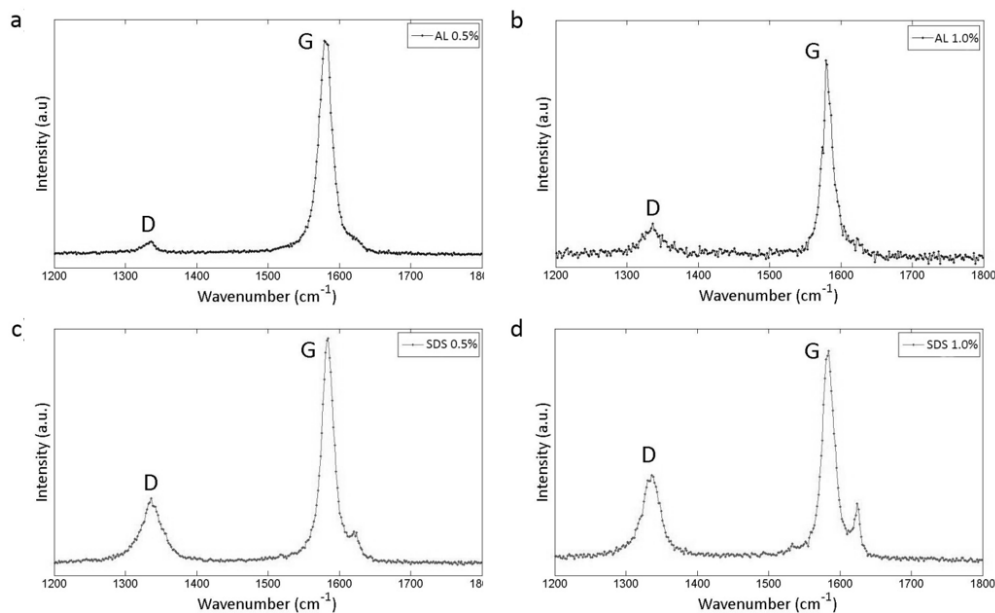 a
AL 0.5%
G
D
Intensity (a.u)
1200 1300 1400 1500 1600 1700 180
Wavenumber (cm⁻¹)
b
AL 1.0%
G
D
Intensity (a.u)
1200 1300 1400 1500 1600 1700 1800
Wavenumber (cm⁻¹)
c
SDS 0.5%
G
D
Intensity (a.u.)
1200 1300 1400 1500 1600 1700 180
Wavenumber (cm⁻¹)
d
SDS 1.0%
G
D
Intensity (a.u.)
1200 1300 1400 1500 1600 1700 1800
Wavenumber (cm⁻¹)